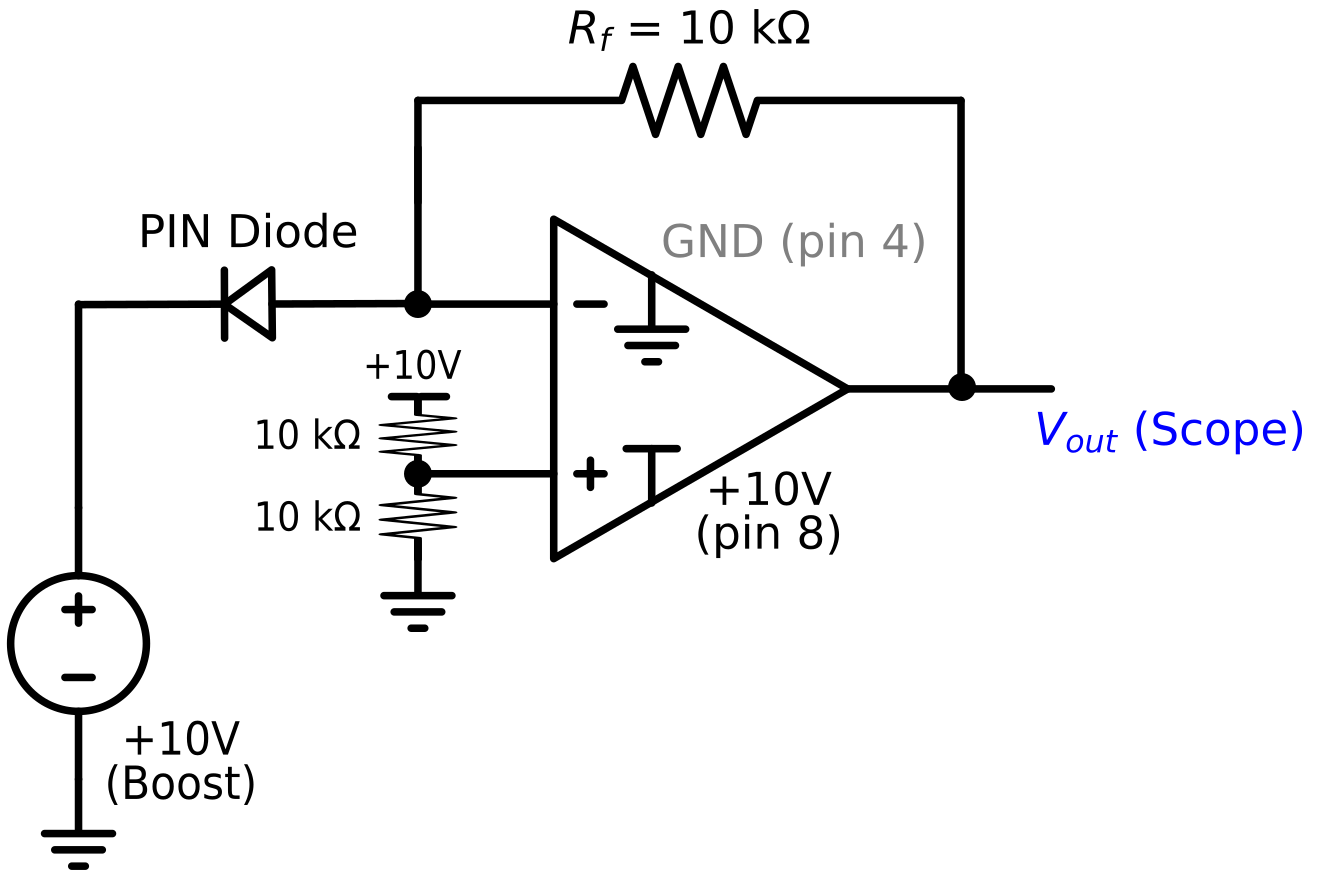 R_f = 10 kΩ
PIN Diode
GND (pin 4)
+10V
10 kΩ
10 kΩ
−
+
V_out (Scope)
+10V
(pin 8)
+
−
+10V
(Boost)